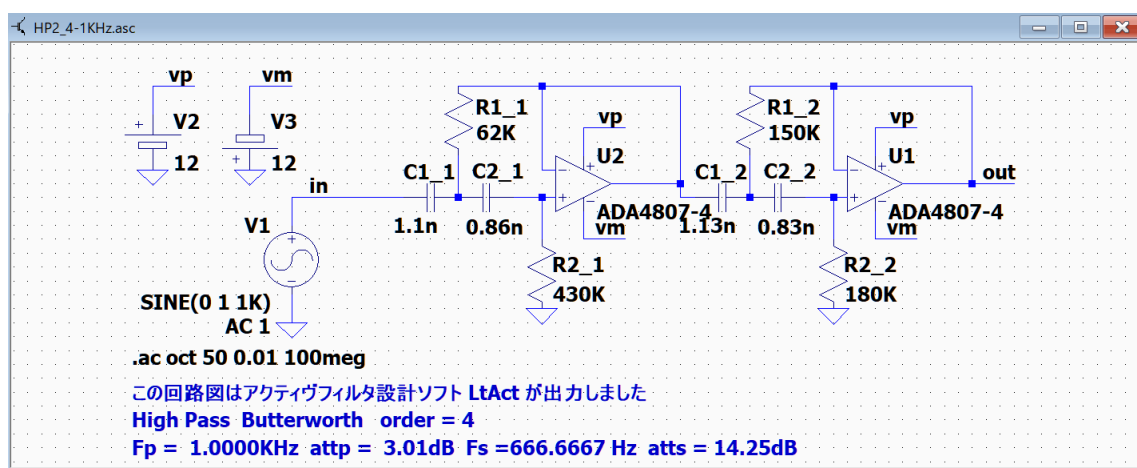 HP2_4-1KHz.asc
vp
vm
V2
12
V3
12
in
V1
SINE(0 1 1K)
AC 1
R1_1
62K
C1_1
1.1n
C2_1
0.86n
vp
U2
ADA4807-4
vm
R2_1
430K
R1_2
150K
C1_2
1.13n
C2_2
0.83n
vp
U1
ADA4807-4
vm
out
R2_2
180K
.ac oct 50 0.01 100meg
この回路図はアクティヴフィルタ設計ソフト LtAct が出力しました
High Pass Butterworth order = 4
Fp = 1.0000KHz attp = 3.01dB Fs =666.6667 Hz atts = 14.25dB